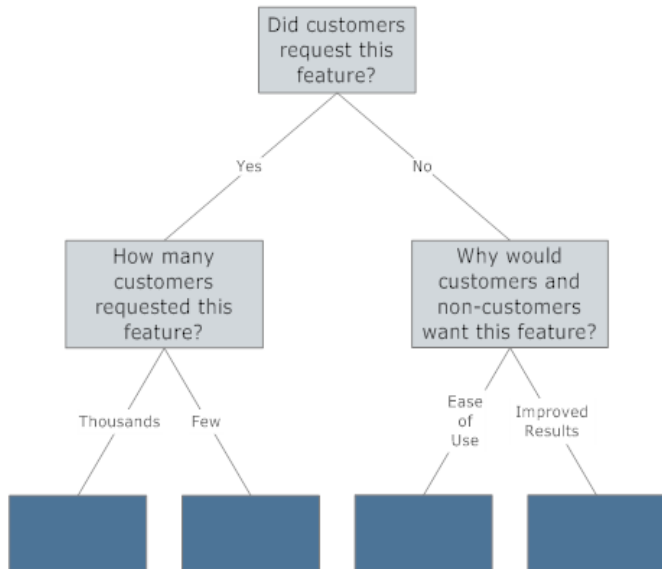 Did customers
request this
feature?
Yes
No
How many
customers
requested this
feature?
Why would
customers and
non-customers
want this feature?
Thousands
Few
Ease
of
Use
Improved
Results